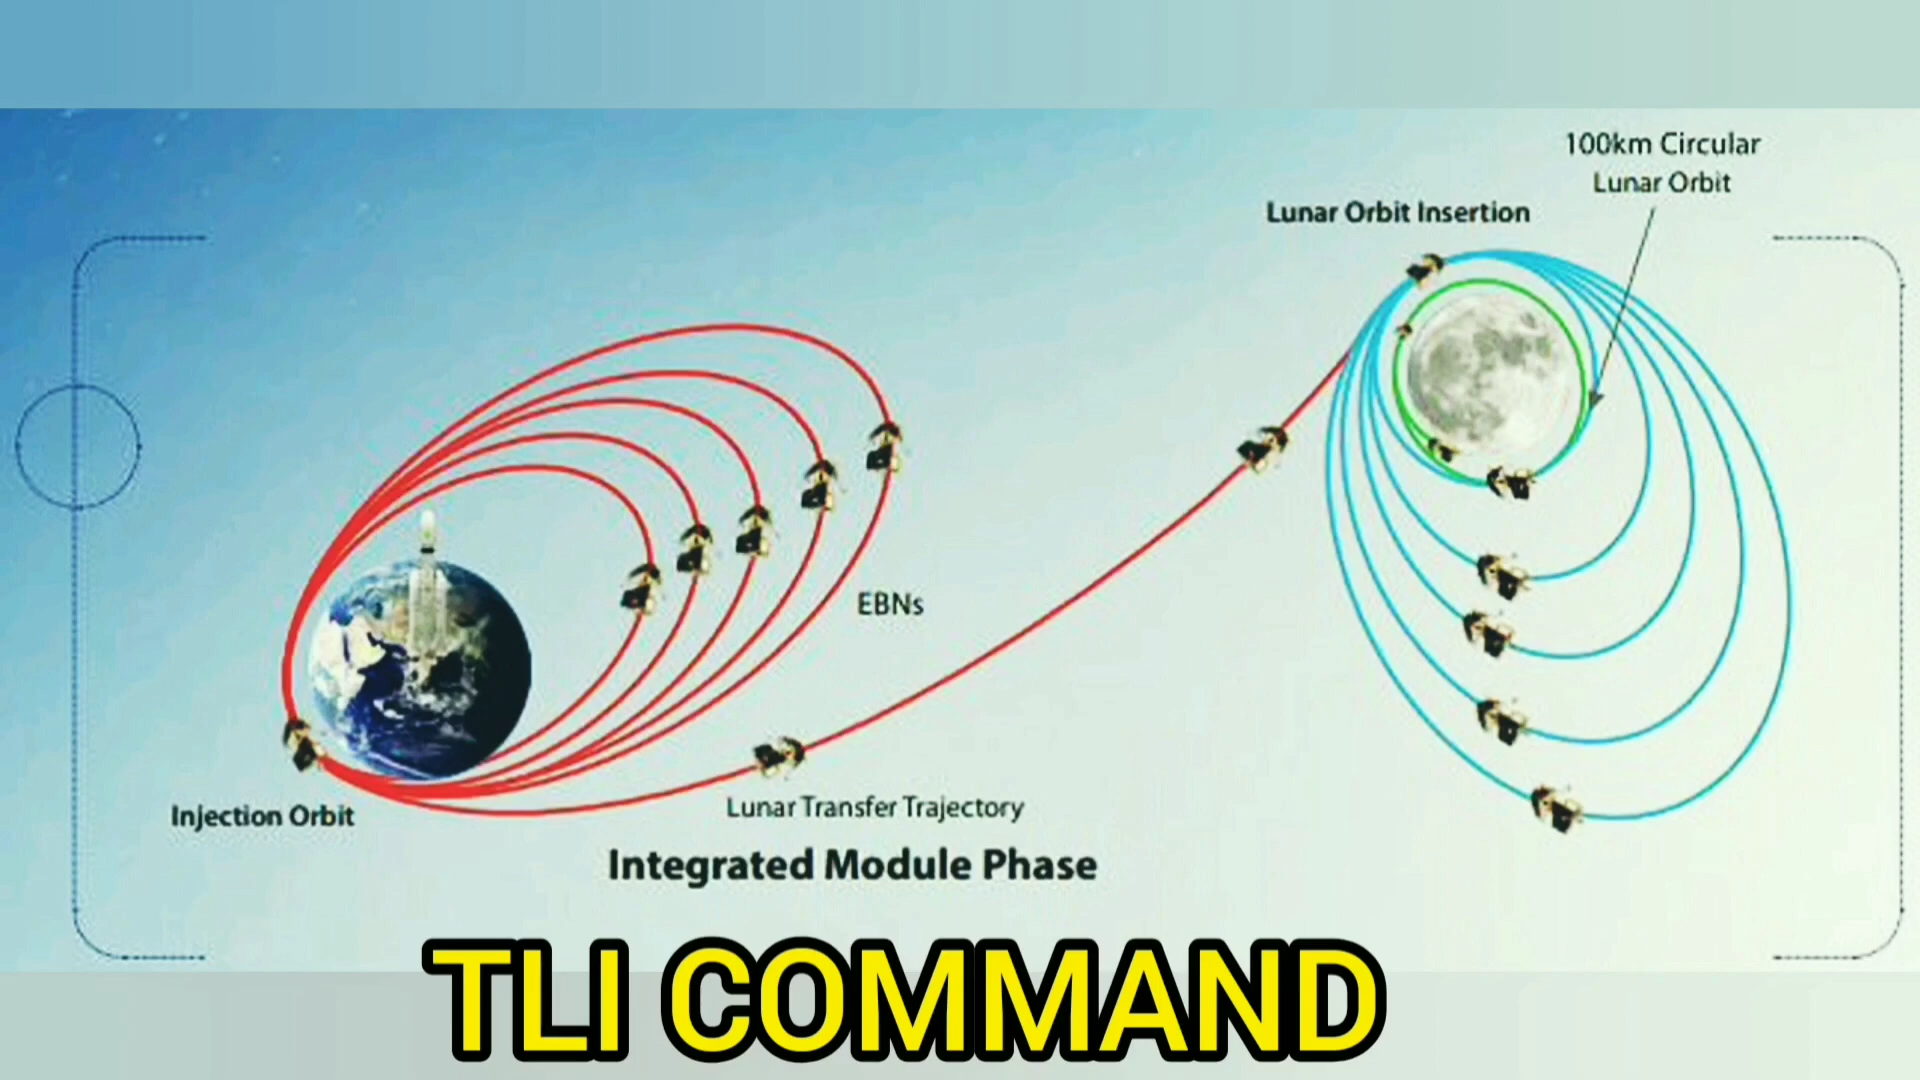 100km Circular
Lunar Orbit
Lunar Orbit Insertion
EBNs
Injection Orbit
Lunar Transfer Trajectory
Integrated Module Phase
TLI COMMAND